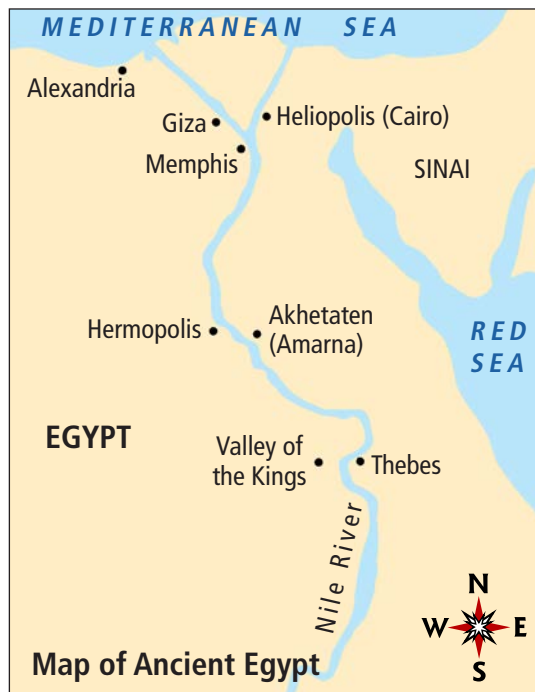 MEDITERRANEAN SEA
Alexandria
Giza
Heliopolis (Cairo)
Memphis
SINAI
Hermopolis
Akhetaten
(Amarna)
RED
SEA
EGYPT
Valley of
the Kings
Thebes
Nile River
N
W
E
S
Map of Ancient Egypt